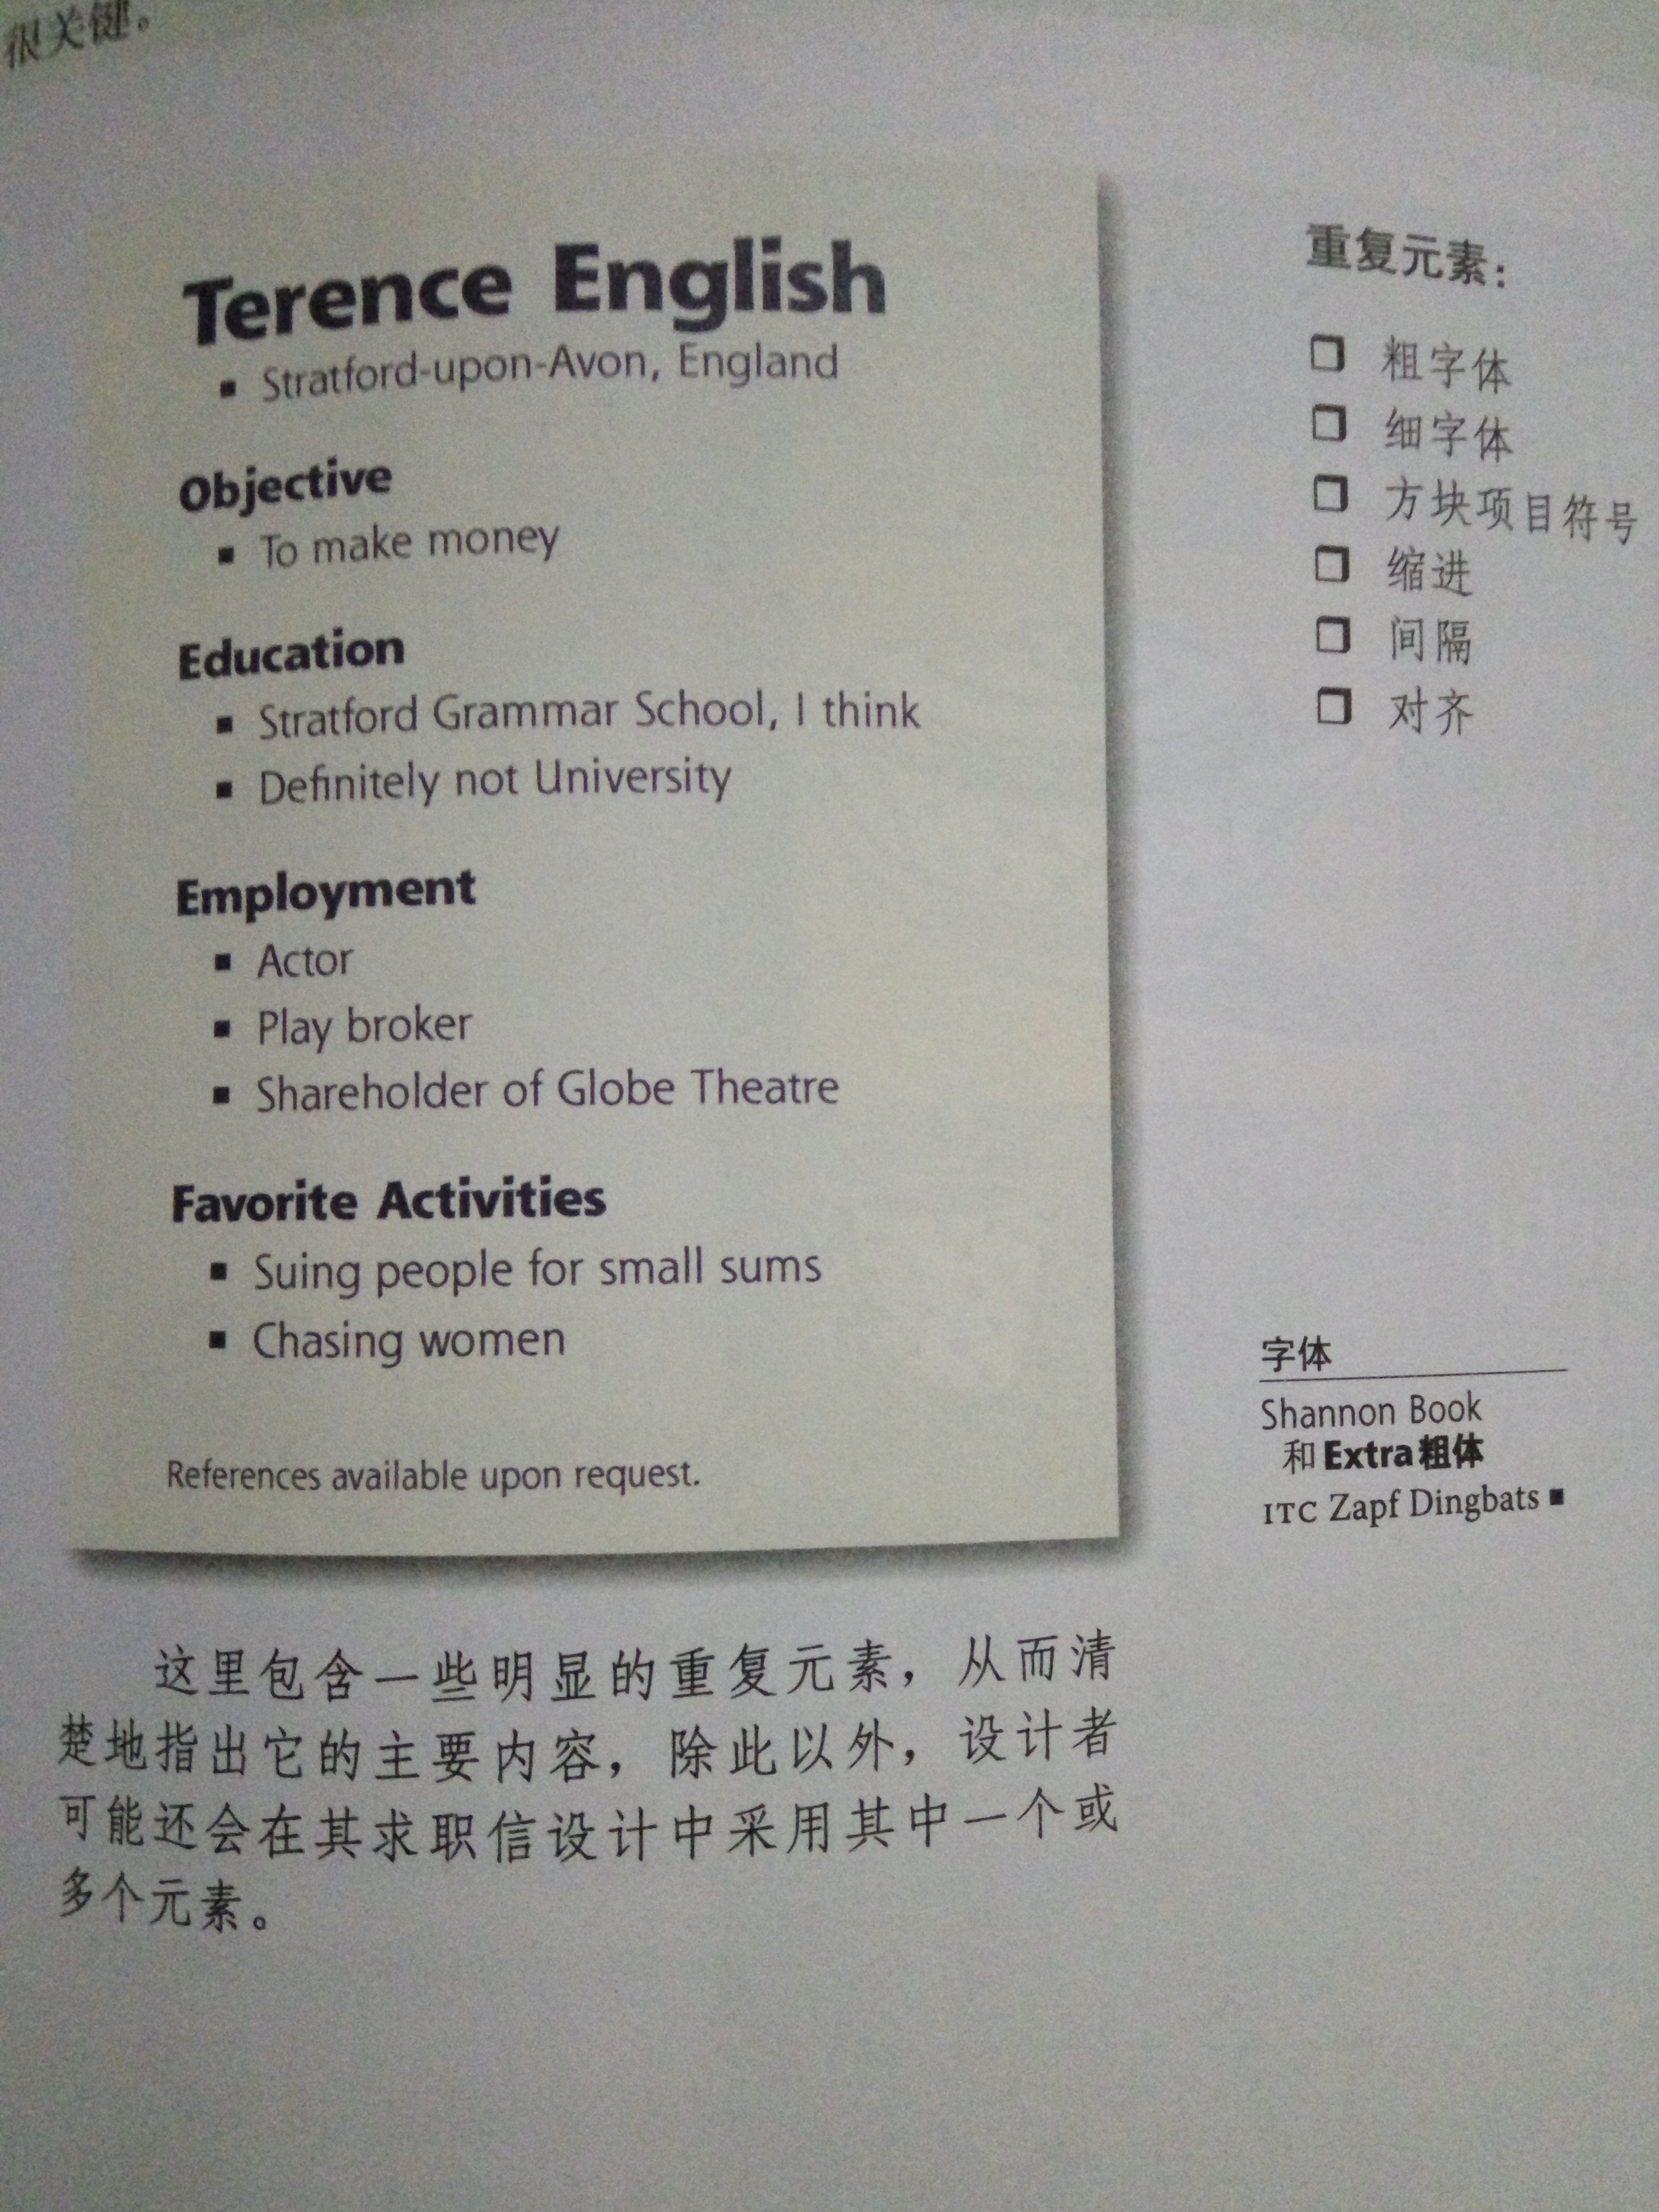 很关键。
Terence English
▪ Stratford-upon-Avon, England
Objective
▪ To make money
Education
▪ Stratford Grammar School, I think
▪ Definitely not University
Employment
▪ Actor
▪ Play broker
▪ Shareholder of Globe Theatre
Favorite Activities
▪ Suing people for small sums
▪ Chasing women
References available upon request.
重复元素：
❒ 粗字体
❒ 细字体
❒ 方块项目符号
❒ 缩进
❒ 间隔
❒ 对齐
字体
Shannon Book
和 Extra粗体
ITC Zapf Dingbats ▪
这里包含一些明显的重复元素，从而清
楚地指出它的主要内容，除此以外，设计者
可能还会在其求职信设计中采用其中一个或
多个元素。